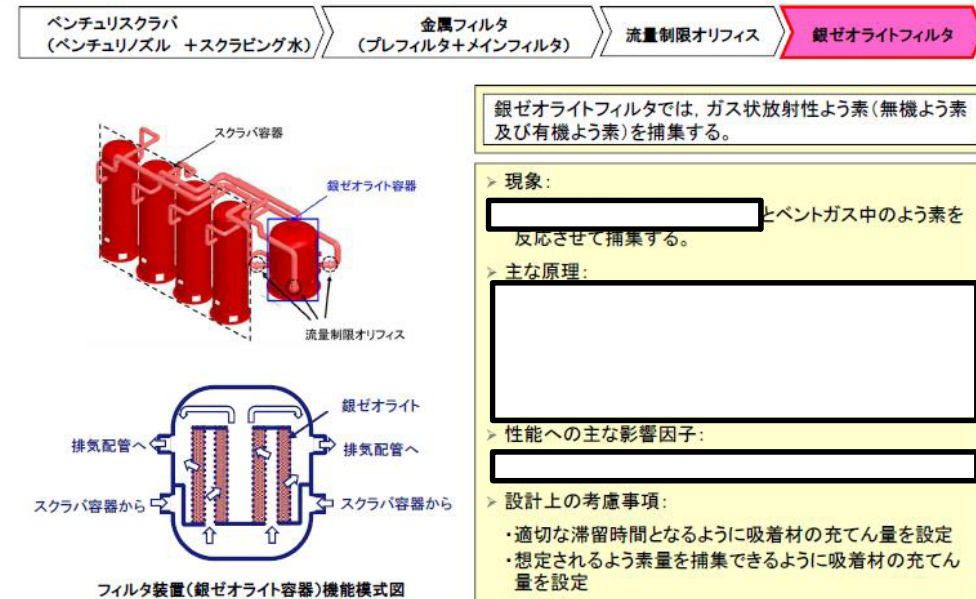 ベンチュリスクラバ
(ベンチュリノズル +スクラビング水)
金属フィルタ
(プレフィルタ+メインフィルタ)
流量制限オリフィス
銀ゼオライトフィルタ
スクラバ容器
銀ゼオライト容器
流量制限オリフィス
銀ゼオライト
排気配管へ
排気配管へ
スクラバ容器から
スクラバ容器から
フィルタ装置(銀ゼオライト容器)機能模式図
銀ゼオライトフィルタでは,ガス状放射性よう素(無機よう素
及び有機よう素)を捕集する。
➢ 現象:
とベントガス中のよう素を
反応させて捕集する。
➢ 主な原理:
➢ 性能への主な影響因子:
➢ 設計上の考慮事項:
・適切な滞留時間となるように吸着材の充てん量を設定
・想定されるよう素量を捕集できるように吸着材の充てん
量を設定